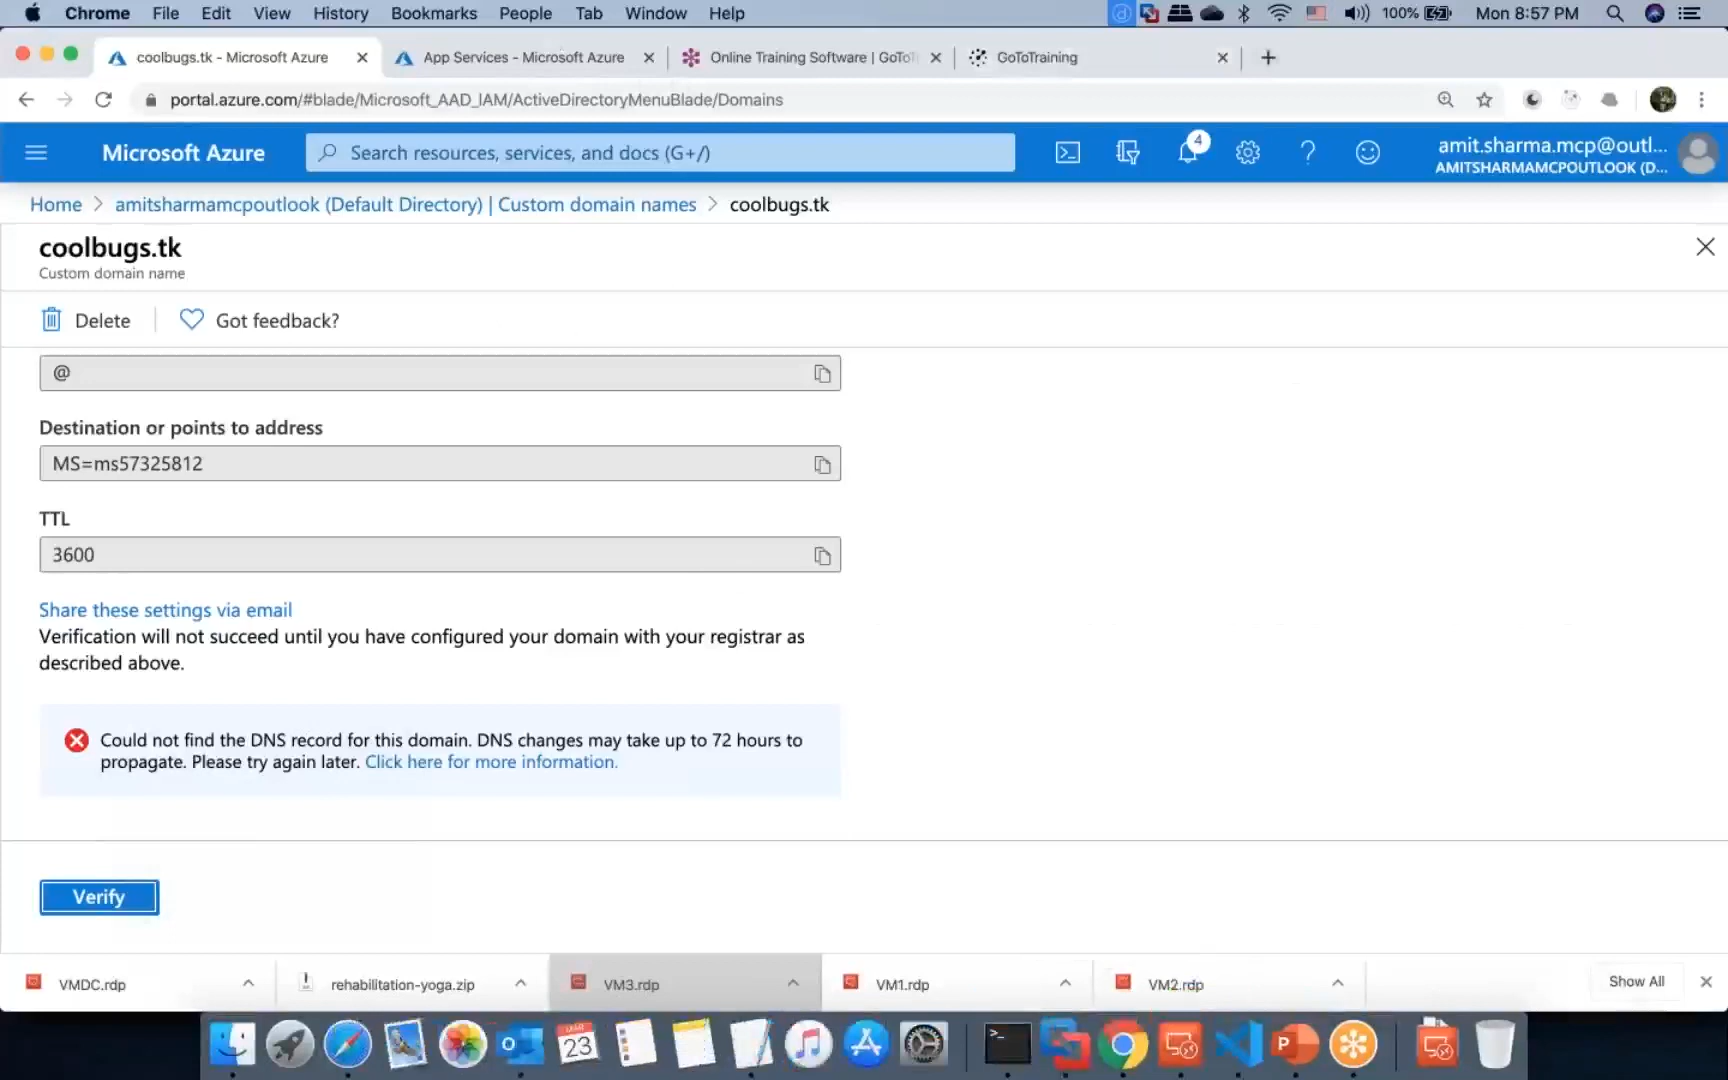 Chrome File Edit View History Bookmarks People Tab Window Help 100% Mon 8:57 PM
coolbugs.tk - Microsoft Azure App Services - Microsoft Azure Online Training Software | GoToT GoToTraining
portal.azure.com/#blade/Microsoft_AAD_IAM/ActiveDirectoryMenuBlade/Domains
Microsoft Azure Search resources, services, and docs (G+/) 4 amit.sharma.mcp@outl...
AMITSHARMAMCPOUTLOOK (D...
Home > amitsharmamcpoutlook (Default Directory) | Custom domain names > coolbugs.tk
coolbugs.tk
Custom domain name
Delete Got feedback?
@
Destination or points to address
MS=ms57325812
TTL
3600
Share these settings via email
Verification will not succeed until you have configured your domain with your registrar as
described above.
Could not find the DNS record for this domain. DNS changes may take up to 72 hours to
propagate. Please try again later. Click here for more information.
Verify
VMDC.rdp rehabilitation-yoga.zip VM3.rdp VM1.rdp VM2.rdp Show All
MAR
23